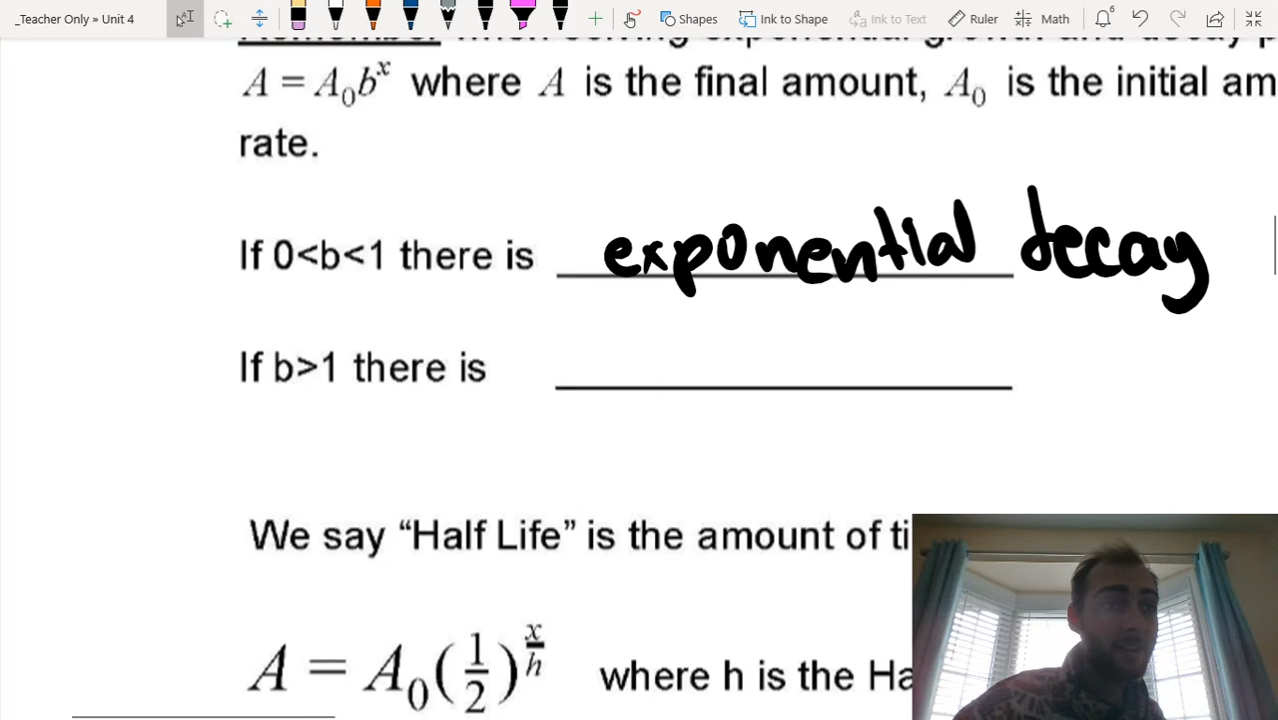 _Teacher Only » Unit 4 Shapes Ink to Shape Ink to Text Ruler Math 6
A = A₀bˣ where A is the final amount, A₀ is the initial am
rate.
If 0<b<1 there is exponential decay
If b>1 there is
We say “Half Life” is the amount of ti
A = A₀(1/2)^(x/h) where h is the Ha